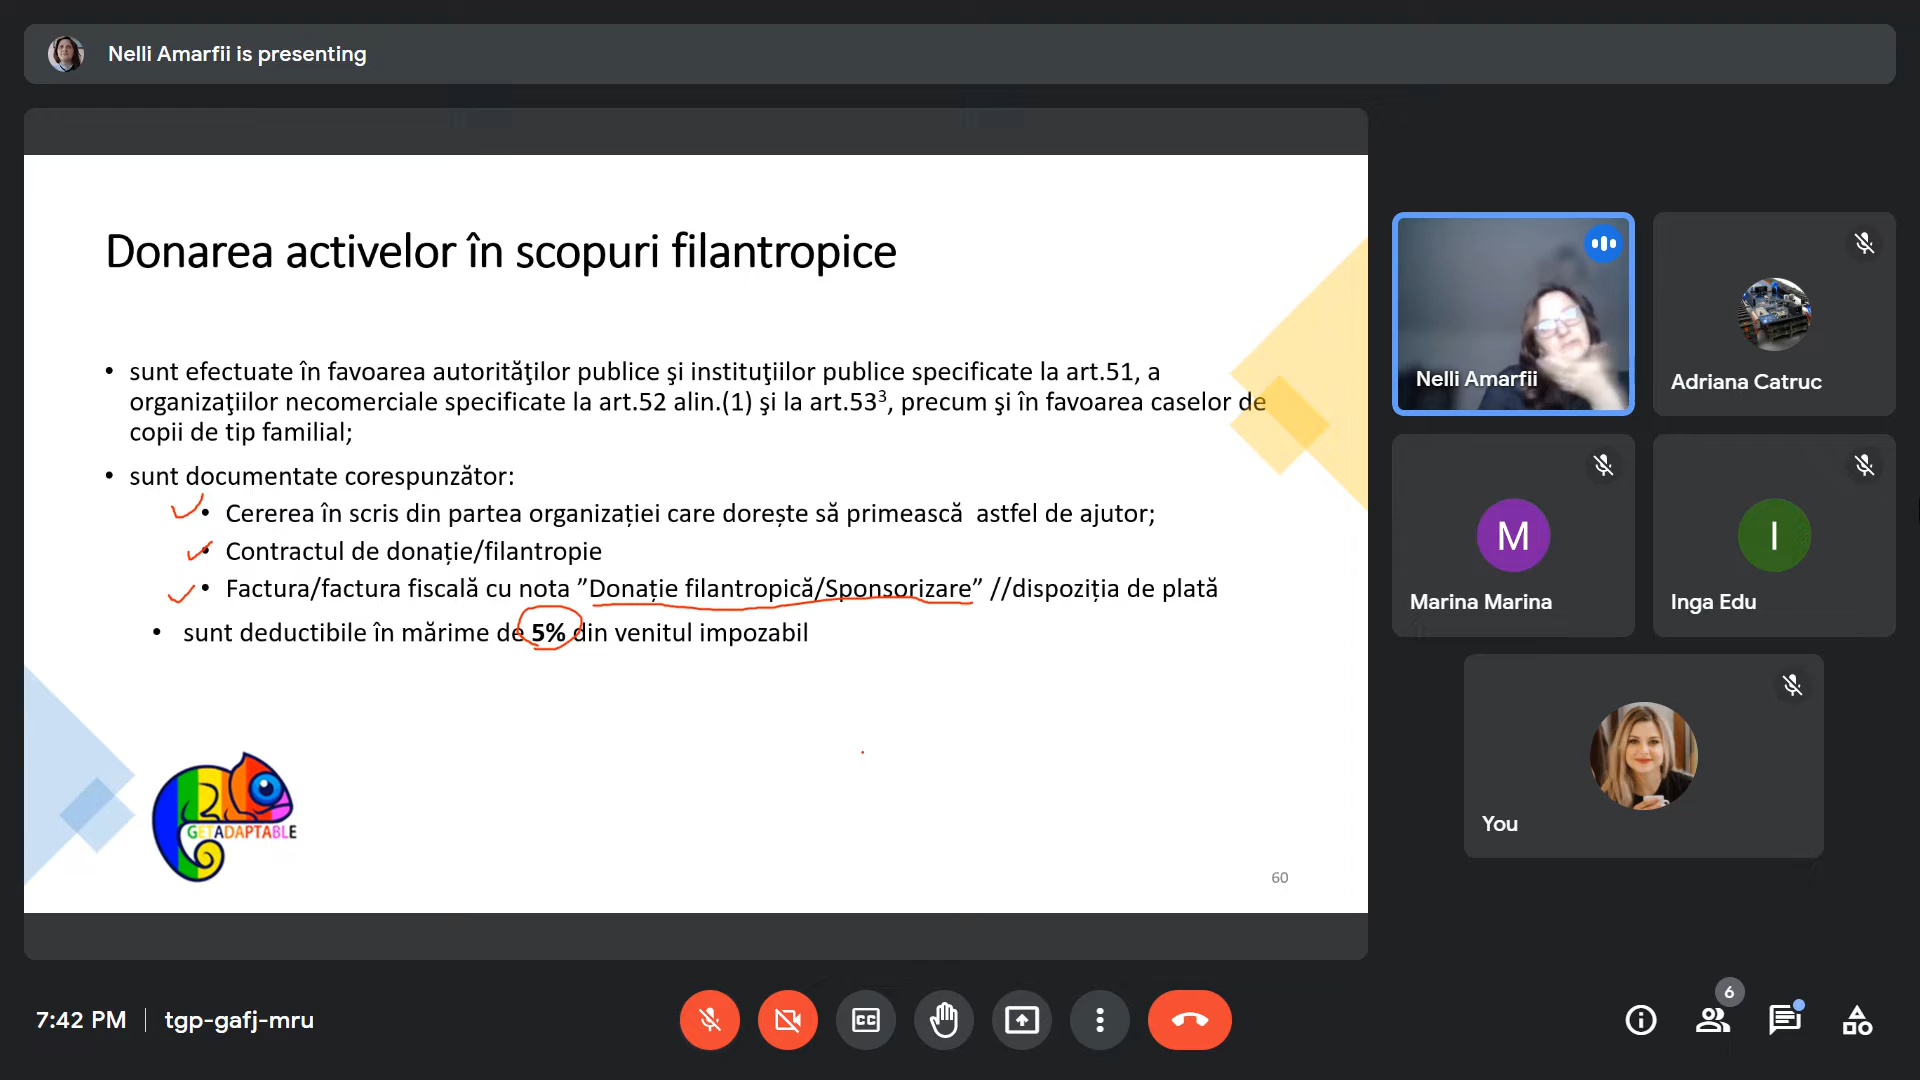 Nelli Amarfii is presenting
Donarea activelor în scopuri filantropice
• sunt efectuate în favoarea autorităţilor publice şi instituţiilor publice specificate la art.51, a
organizaţiilor necomerciale specificate la art.52 alin.(1) şi la art.53³, precum şi în favoarea caselor de
copii de tip familial;
• sunt documentate corespunzător:
• Cererea în scris din partea organizației care dorește să primească astfel de ajutor;
• Contractul de donație/filantropie
• Factura/factura fiscală cu nota ”Donație filantropică/Sponsorizare” //dispoziția de plată
• sunt deductibile în mărime de 5% din venitul impozabil
GETADAPTABLE
60
Nelli Amarfii
Adriana Catruc
M
Marina Marina
I
Inga Edu
You
7:42 PM | tgp-gafj-mru
CC
6